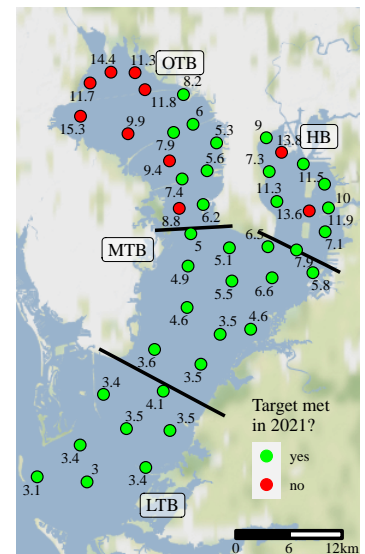 14.4 11.3 OTB
11.7 11.8 8.2
15.3 9.9 6
7.9 5.3
9 13.8 HB
9.4 5.6 7.3 11.5
7.4 11.3 10
8.8 6.2 13.6 11.9
MTB 5 6.5 7.1
5.1 7.9
4.9 5.5 6.6 5.8
4.6 3.5 4.6
3.6 3.5
3.4 4.1
3.5 3.5
3.4
3.1 3 3.4
LTB
Target met
in 2021?
yes
no
0 6 12km